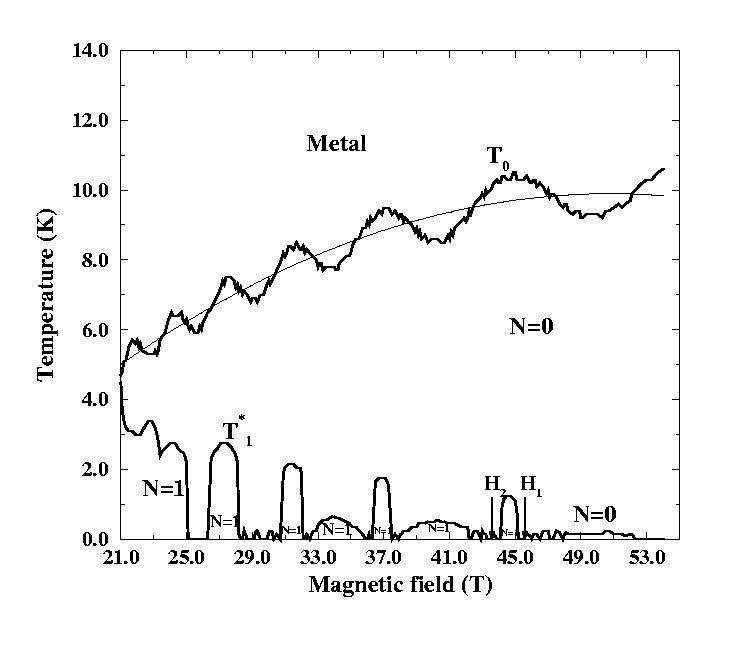 14.0
12.0
10.0
8.0
6.0
4.0
2.0
0.0
Temperature (K)
Metal
T0
N=0
T*1
N=1
H2 H1
N=0
N=1
N=1
N=1
N=1
N=1
N=1
21.0 25.0 29.0 33.0 37.0 41.0 45.0 49.0 53.0
Magnetic field (T)